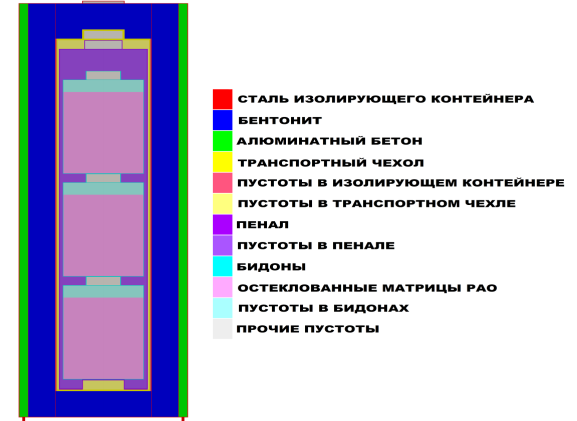 СТАЛЬ ИЗОЛИРУЮЩЕГО КОНТЕЙНЕРА
БЕНТОНИТ
АЛЮМИНАТНЫЙ БЕТОН
ТРАНСПОРТНЫЙ ЧЕХОЛ
ПУСТОТЫ В ИЗОЛИРУЮЩЕМ КОНТЕЙНЕРЕ
ПУСТОТЫ В ТРАНСПОРТНОМ ЧЕХЛЕ
ПЕНАЛ
ПУСТОТЫ В ПЕНАЛЕ
БИДОНЫ
ОСТЕКЛОВАННЫЕ МАТРИЦЫ РАО
ПУСТОТЫ В БИДОНАХ
ПРОЧИЕ ПУСТОТЫ